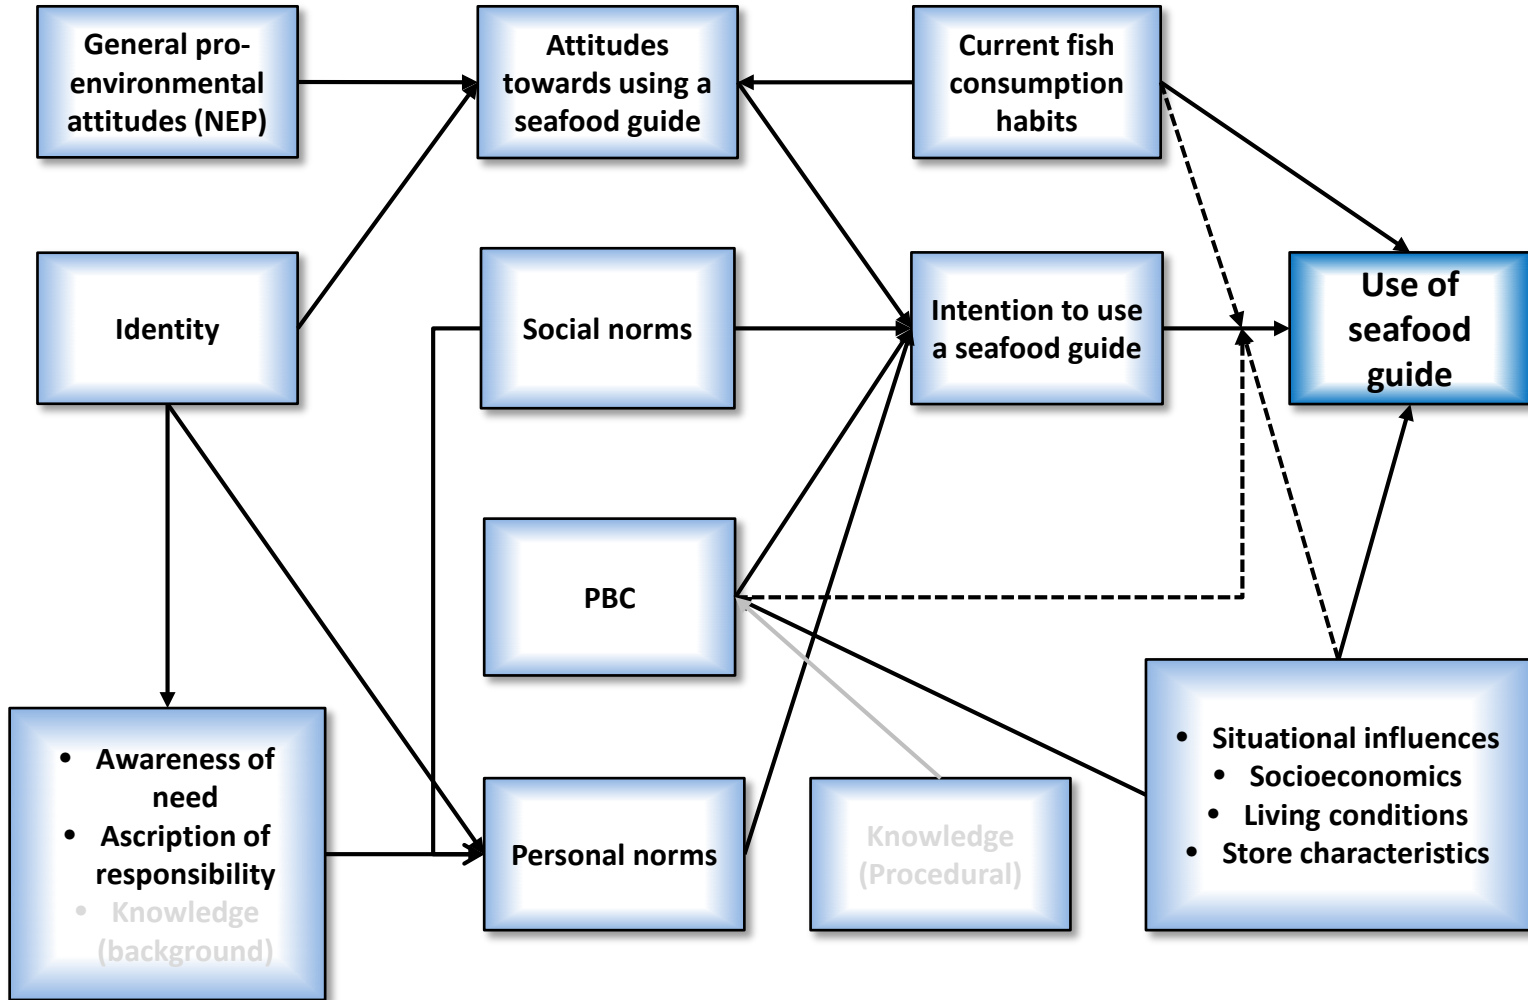 General pro-
environmental
attitudes (NEP)
Attitudes
towards using a
seafood guide
Current fish
consumption
habits
Identity
Social norms
Intention to use
a seafood guide
Use of
seafood
guide
PBC
• Awareness of
need
• Ascription of
responsibility
• Knowledge
(background)
Personal norms
Knowledge
(Procedural)
• Situational influences
• Socioeconomics
• Living conditions
• Store characteristics